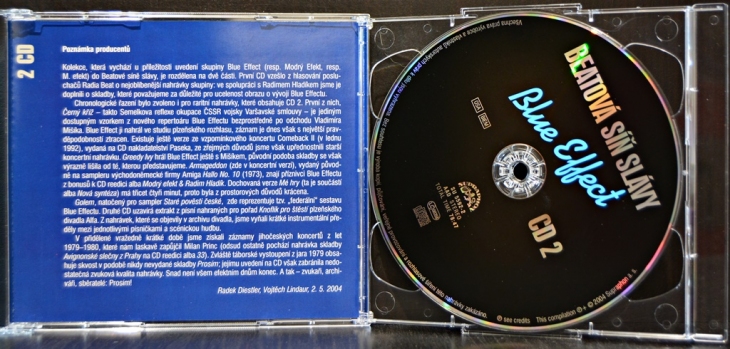 2 CD
Poznámka producentů
Kolekce, která vychází u příležitosti uvedení skupiny Blue Effect (resp. Modrý Efekt, resp.
M. efekt) do Beatové síně slávy, je rozdělena na dvě části. První CD vzešlo z hlasování poslu-
chačů Radia Beat o nejoblíbenější nahrávky skupiny: ve spolupráci s Radimem Hladíkem jsme je
doplnili o skladby, které považujeme za důležité pro ucelenost obrazu o vývoji Blue Effectu.
Chronologické řazení bylo zvoleno i pro raritní nahrávky, které obsahuje CD 2. První z nich,
Černý kříž – takto Semelkova reflexe okupace ČSSR vojsky Varšavské smlouvy – je jediným
dostupným vzorkem z nového repertoáru Blue Effectu bezprostředně po odchodu Vladimíra
Mišíka. Blue Effect ji nahrál ve studiu plzeňského rozhlasu, záznam je dnes však s největší prav-
děpodobností ztracen. Existuje ještě verze ze vzpomínkového koncertu Comeback II (v lednu
1992), vydaná na CD nakladatelství Paseka, ze zřejmých důvodů jsme však upřednostnili starší
koncertní nahrávku. Greedy Ivy hrál Blue Effect ještě s Mišíkem, původní podoba skladby se však
výrazně lišila od té, kterou představujeme. Armageddon (zde v koncertní verzi), vydaný původ-
ně na sampleru východoněmecké firmy Amiga Hallo No. 10 (1973), znají příznivci Blue Effectu
z bonusků k CD reedici alba Modrý efekt & Radim Hladík. Dochovaná verze Mé hry (ta je součástí
alba Nová syntéza) má třicet čtyři minut, proto byla z prostorových důvodů krácena.
Golem, natočený pro sampler Staré pověsti české, zde reprezentuje tzv. „federální“ sestavu
Blue Effectu. Druhé CD uzavírá extrakt z písní nahraných pro pořad Knoflík pro štěstí plzeňského
divadla Alfa. Z nahrávek, které se objevily v archivu divadla, jsme vyňali krátké instrumentální pře-
děly mezi jednotlivými písničkami a scénickou hudbou.
V přidělené vražedně krátké době jsme získali záznamy jihočeských koncertů z let
1979–1980, které nám laskavě zapůjčil Milan Princ (odsud ostatně pochází nahrávka skladby
Avignonské slečny z Prahy na CD reedici alba 33). Zvláště táborské vystoupení z jara 1979 obsa-
huje skvost v podobě nikdy nevydané skladby Prosím; jejímu uvedení na CD však zabránila nedo-
statečná zvuková kvalita nahrávky. Snad není všem efektním dnům konec. A tak – zvukaři, archi-
váři, sběratelé: Prosím!
Radek Diestler, Vojtěch Lindaur, 2. 5. 2004
BEATOVÁ SÍŇ SLÁVY
Blue Effect
CD 2
STEREO
see credits This compilation ℗+© 2004 Supraphon a. s.